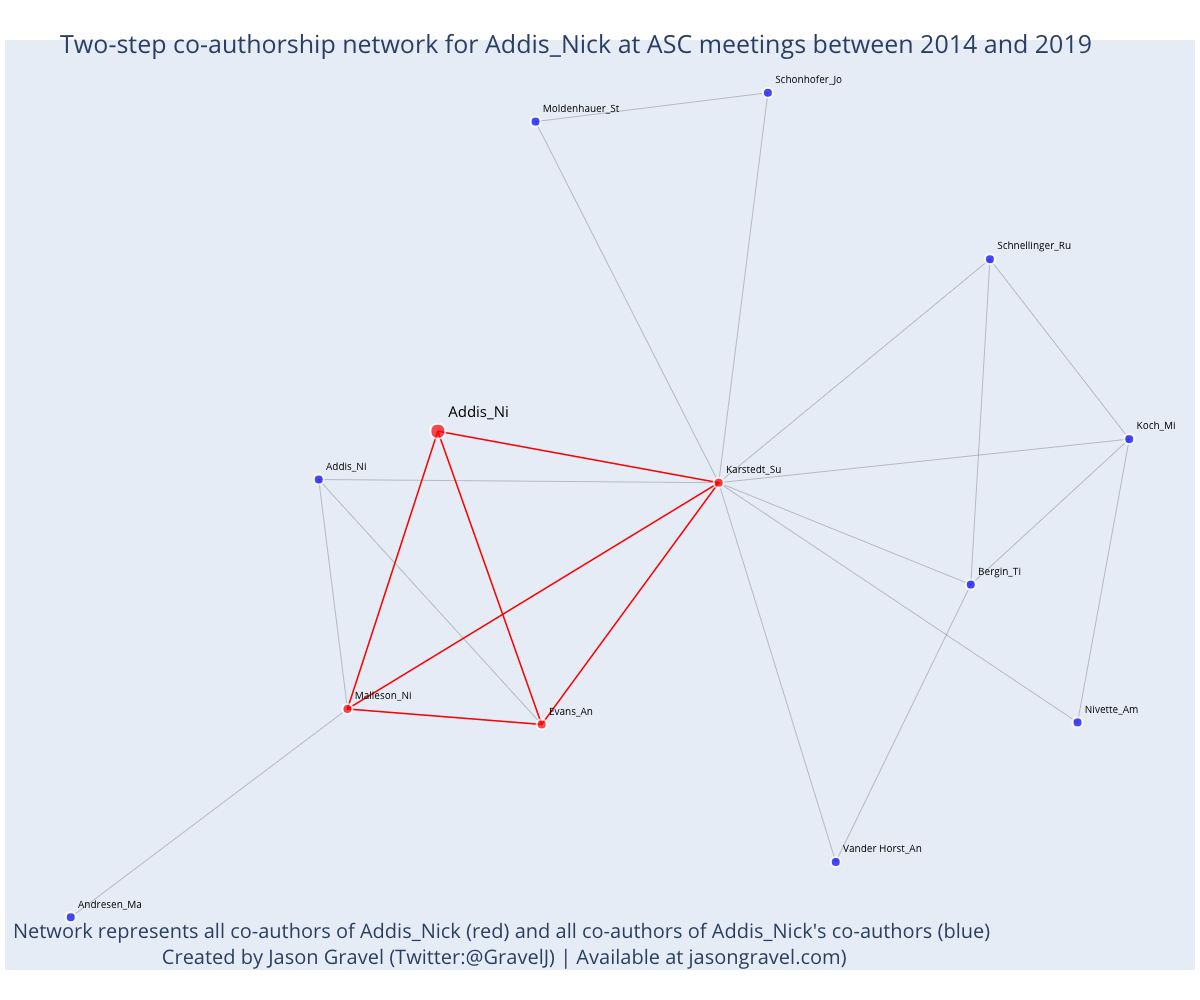 Two-step co-authorship network for Addis_Nick at ASC meetings between 2014 and 2019
Schonhofer_Jo
Moldenhauer_St
Schnellinger_Ru
Addis_Ni
Koch_Mi
Addis_Ni
Karstedt_Su
Bergin_Ti
Malleson_Ni
Evans_An
Nivette_Am
Vander Horst_An
Andresen_Ma
Network represents all co-authors of Addis_Nick (red) and all co-authors of Addis_Nick's co-authors (blue)
Created by Jason Gravel (Twitter:@GravelJ) | Available at jasongravel.com)